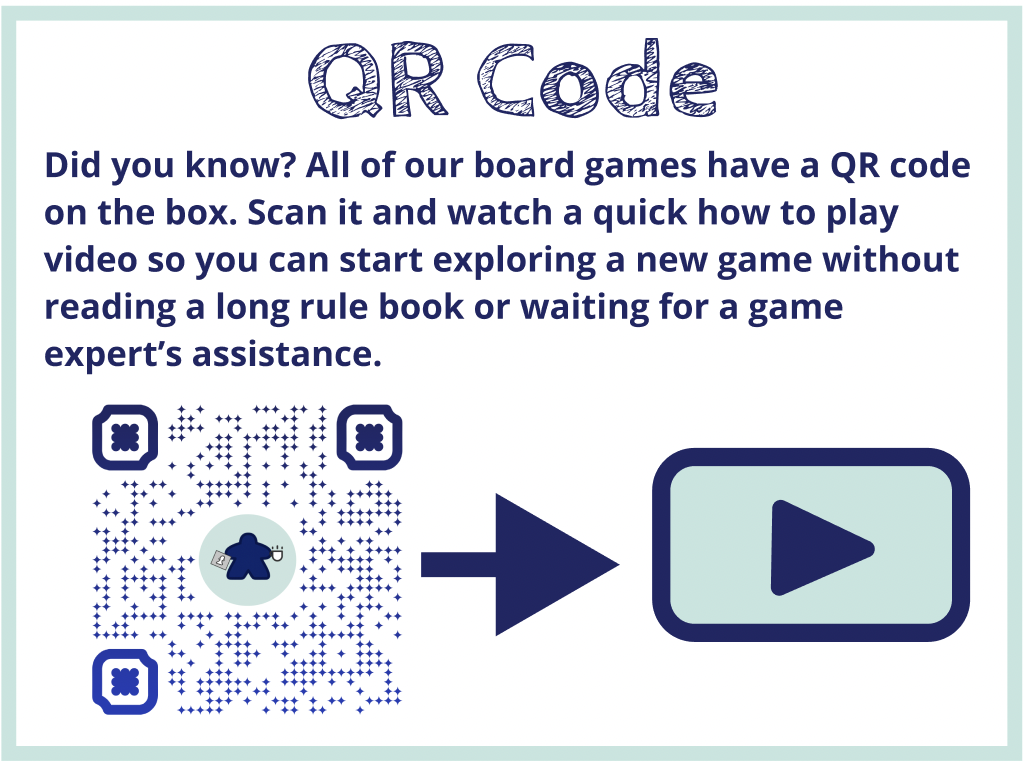 QR Code
Did you know? All of our board games have a QR code
on the box. Scan it and watch a quick how to play
video so you can start exploring a new game without
reading a long rule book or waiting for a game
expert’s assistance.